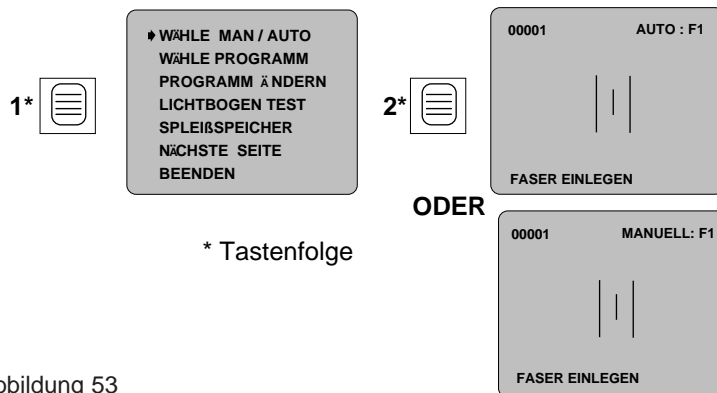 1*
WÄHLE MAN / AUTO
WÄHLE PROGRAMM
PROGRAMM ÄNDERN
LICHTBOGEN TEST
SPLEIßSPEICHER
NÄCHSTE SEITE
BEENDEN
2*
00001 AUTO : F1
FASER EINLEGEN
ODER
00001 MANUELL: F1
FASER EINLEGEN
* Tastenfolge
bbildung 53